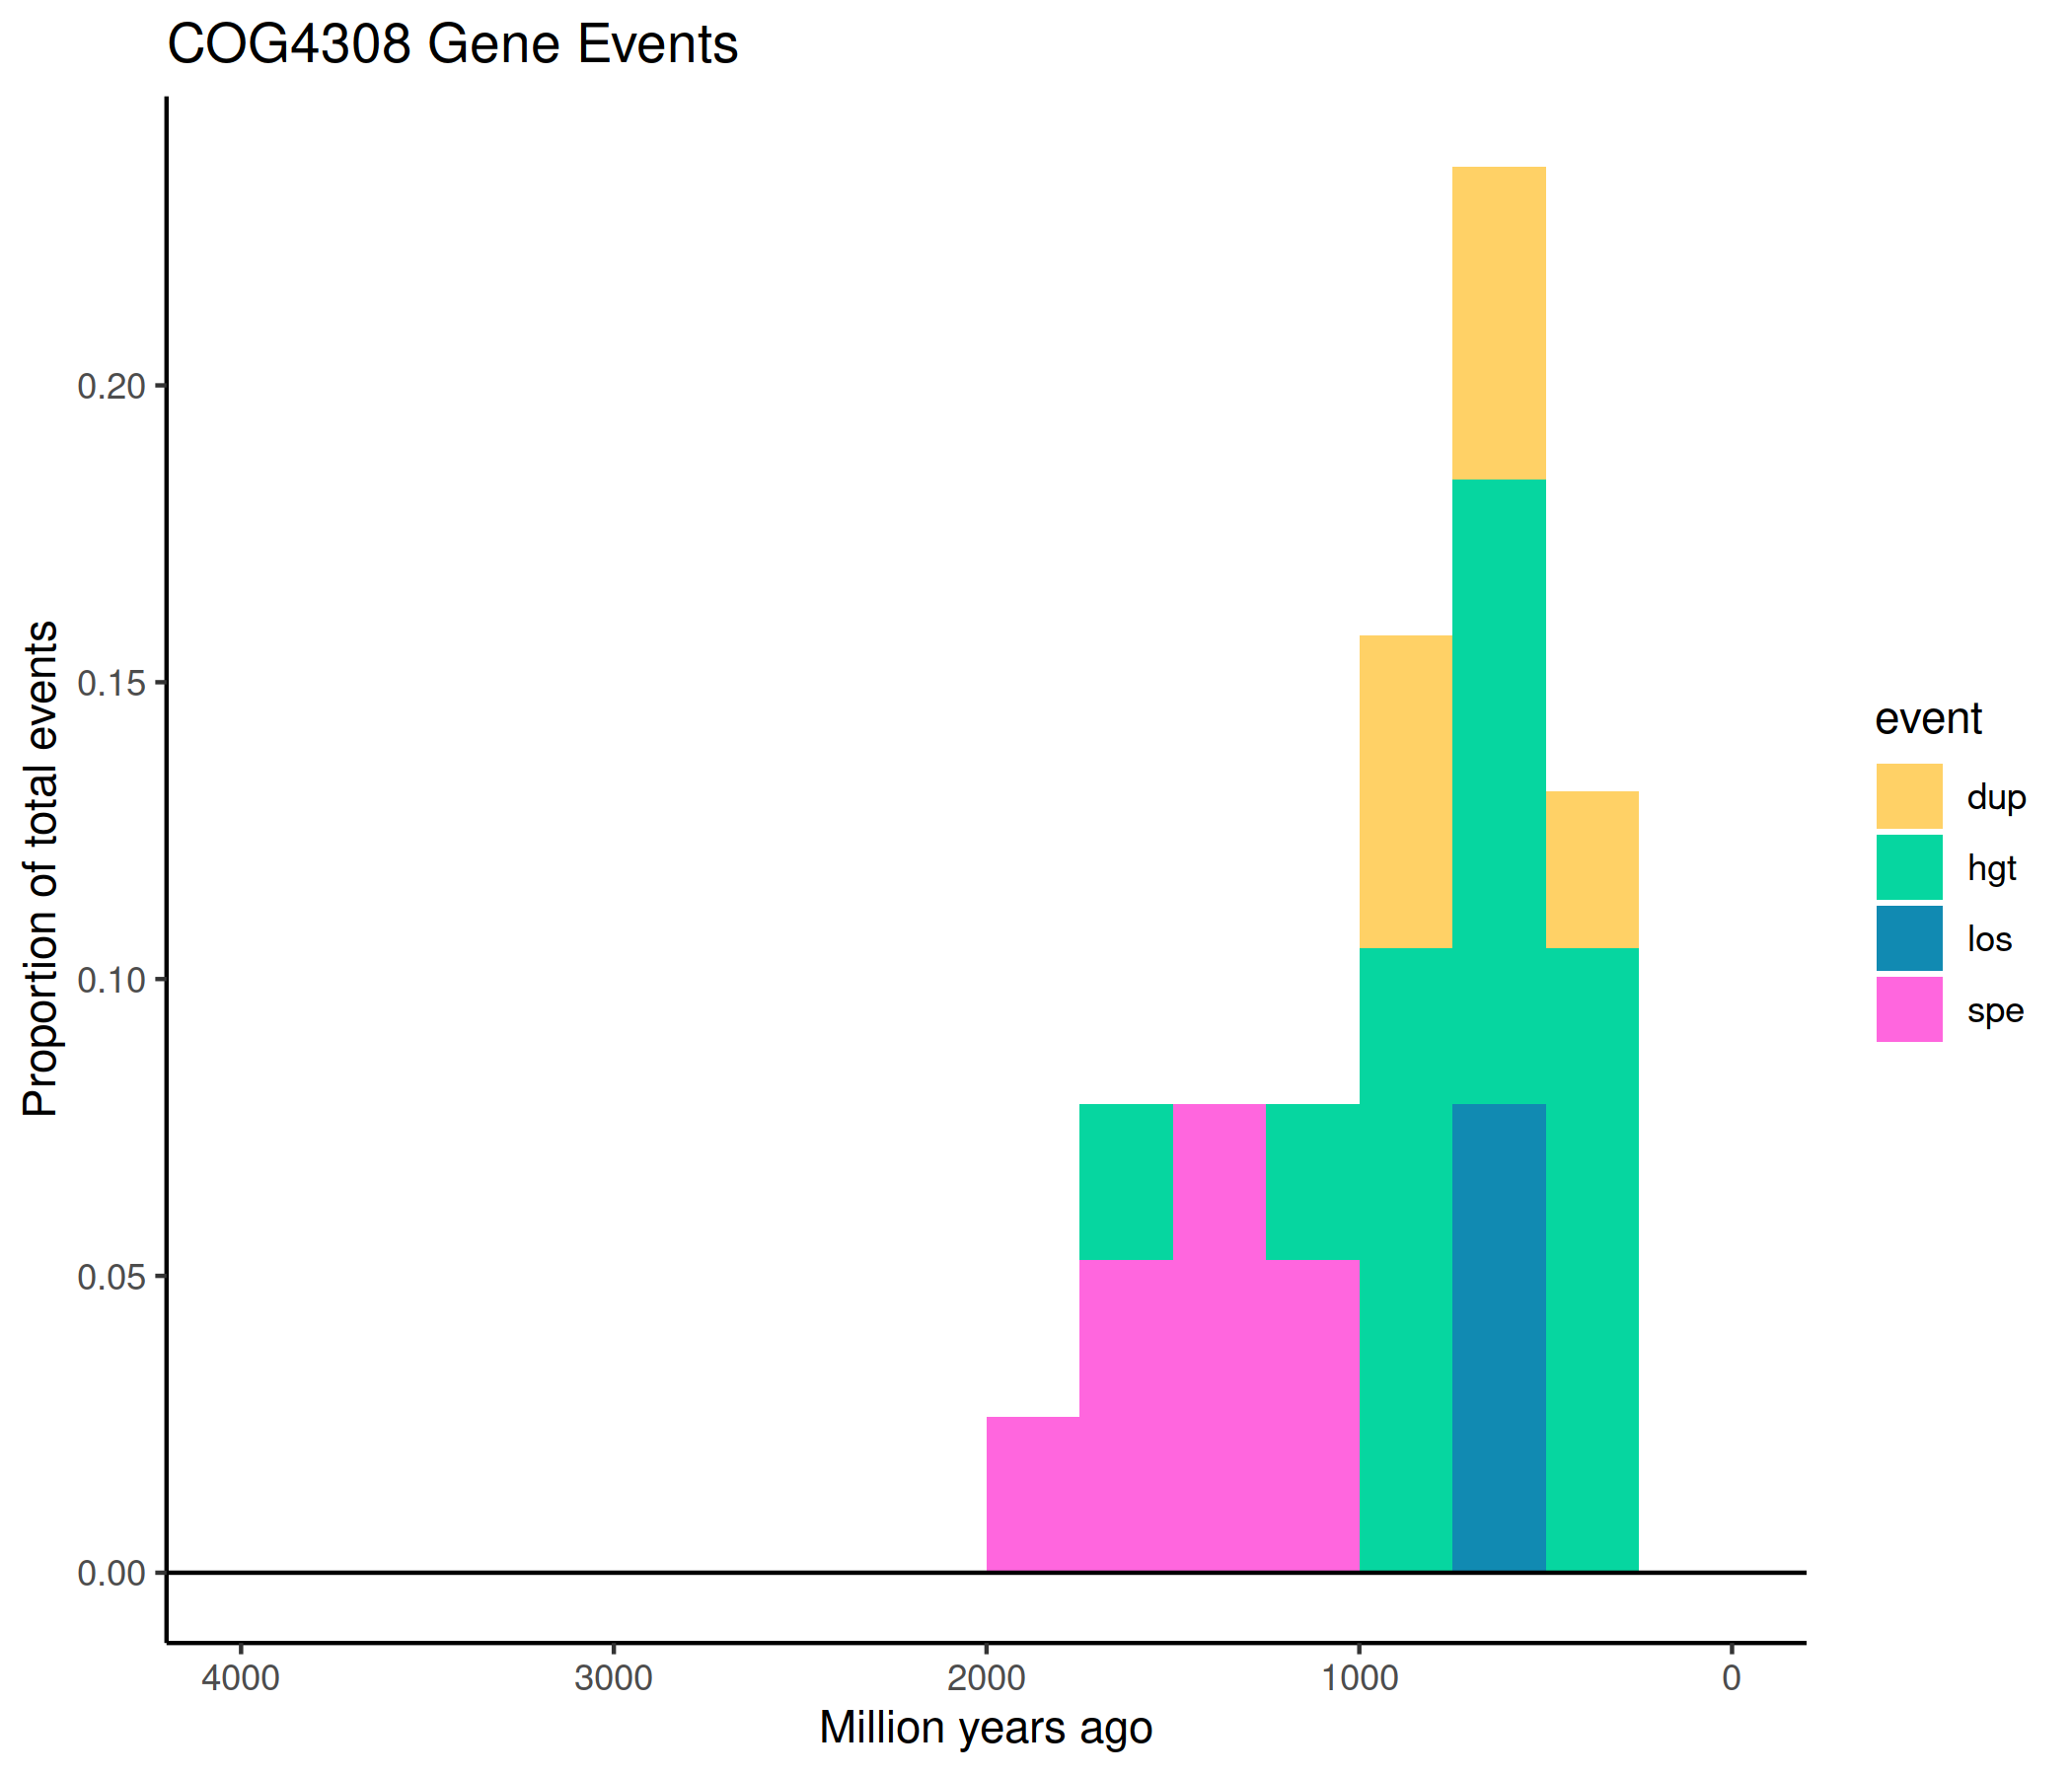 COG4308 Gene Events
Proportion of total events
0.20
0.15
0.10
0.05
0.00
4000 3000 2000 1000 0
Million years ago
event
dup
hgt
los
spe